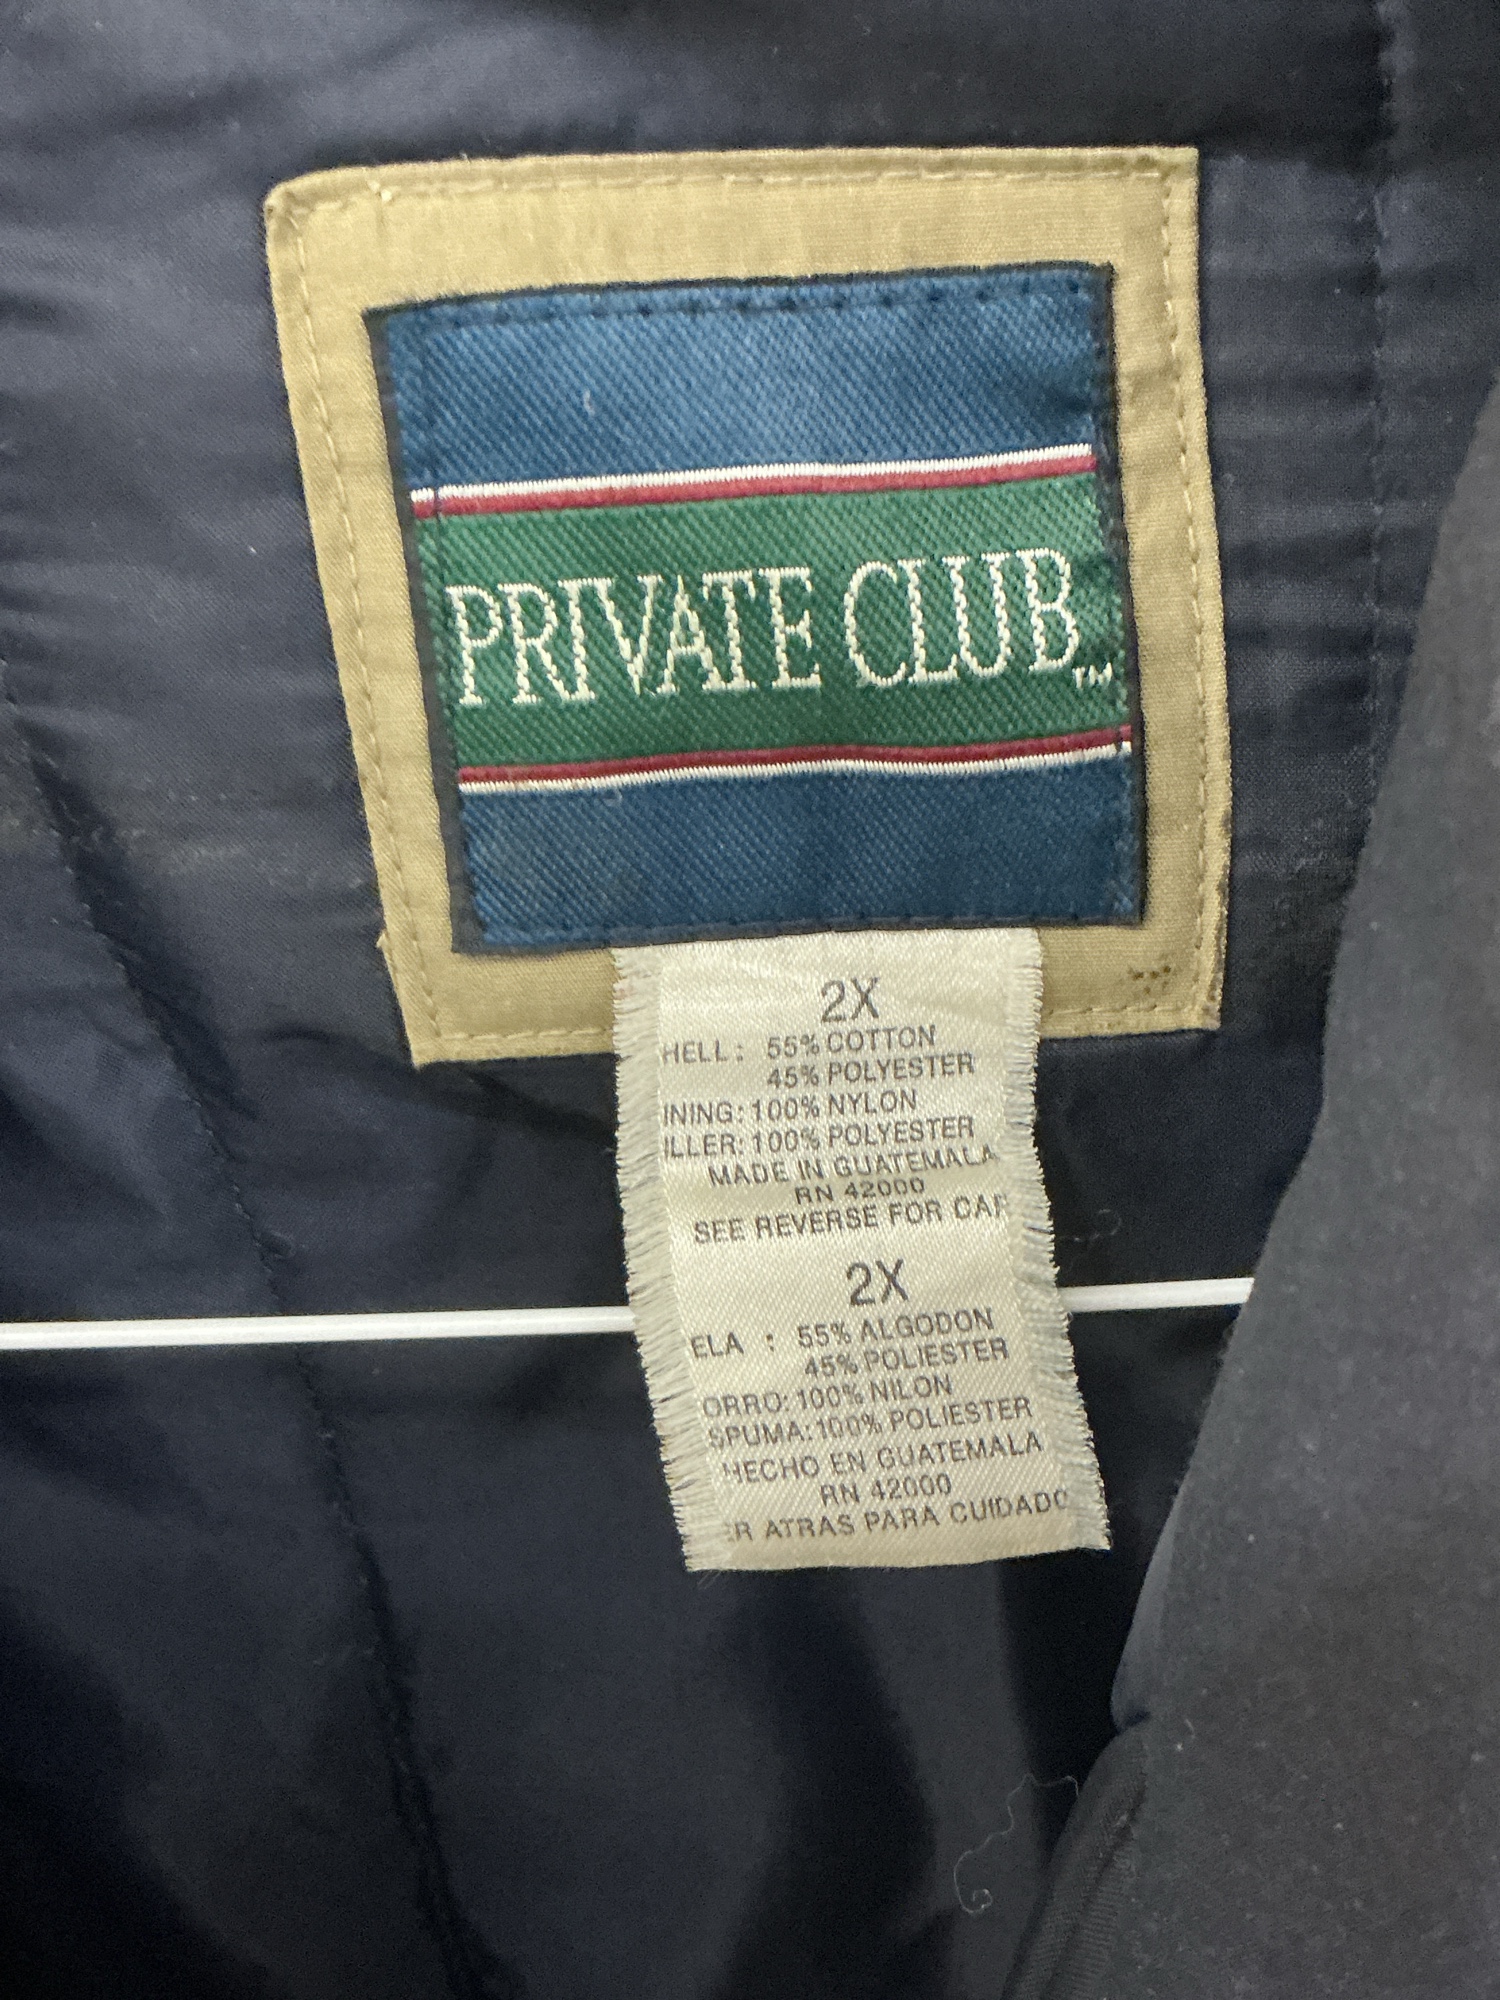 PRIVATE CLUB™
2X
HELL: 55% COTTON
45% POLYESTER
INING: 100% NYLON
ILLER: 100% POLYESTER
MADE IN GUATEMALA
RN 42000
SEE REVERSE FOR CAR
2X
ELA : 55% ALGODON
45% POLIESTER
ORRO: 100% NILON
SPUMA: 100% POLIESTER
HECHO EN GUATEMALA
RN 42000
ER ATRAS PARA CUIDADO